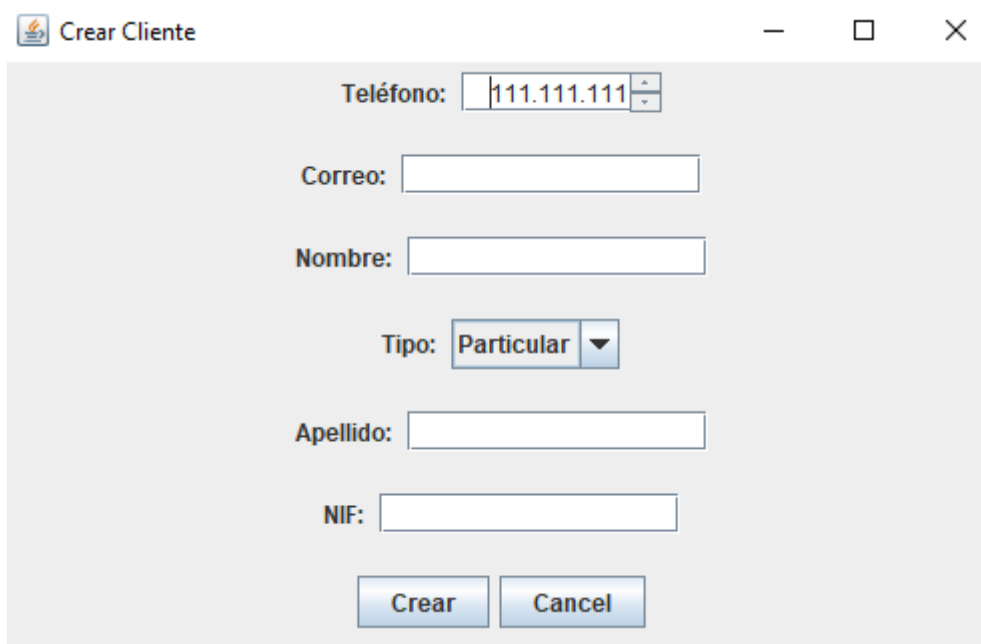 Crear Cliente
Teléfono: 111.111.111
Correo:
Nombre:
Tipo: Particular
Apellido:
NIF:
Crear Cancel